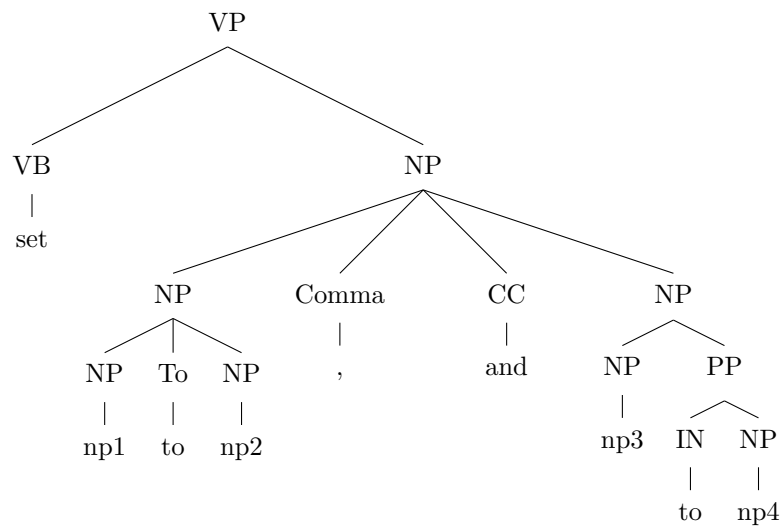 VP
VB NP
set
NP Comma CC NP
NP To NP , and NP PP
np1 to np2 np3 IN NP
to np4